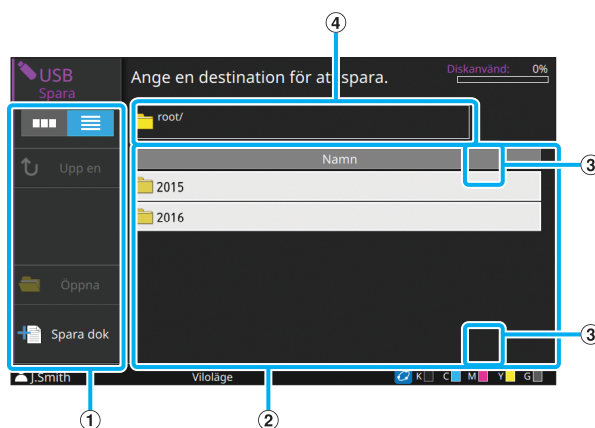 4
USB
Spara
Ange en destination för att spara.
Diskanvänd: 0%
root/
Namn
3
Upp en
2015
2016
Öppna
Spara dok
3
J.Smith
Viloläge
K C M Y G
1
2